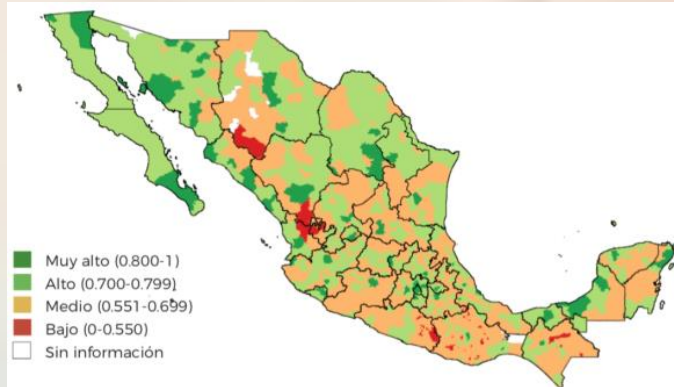 Muy alto (0.800-1)
Alto (0.700-0.799)
Medio (0.551-0.699)
Bajo (0-0.550)
Sin información